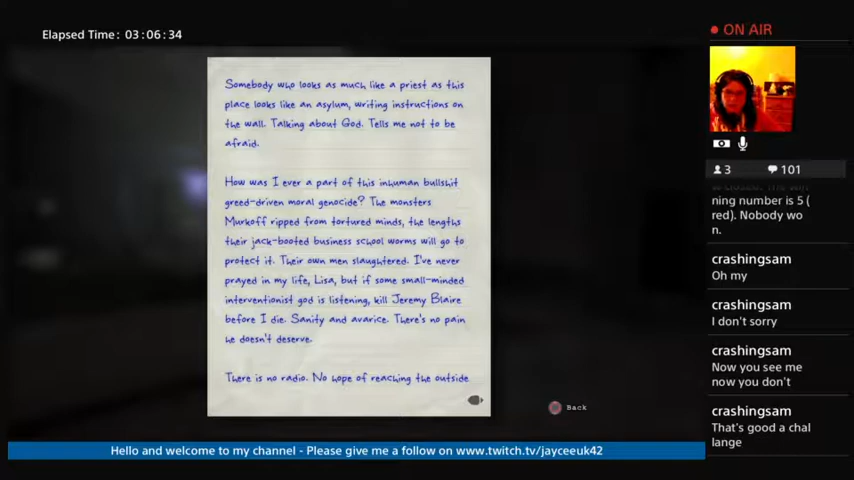 Elapsed Time: 03:06:34
ON AIR
Somebody who looks as much like a priest as this
place looks like an asylum, writing instructions on
the wall. Talking about God. Tells me not to be
afraid.
How was I ever a part of this inhuman bullshit
greed-driven moral genocide? The monsters
Murkoff ripped from tortured minds, the lengths
their jack-booted business school worms will go to
protect it. Their own men slaughtered. I've never
prayed in my life, Lisa, but if some small-minded
interventionist god is listening, kill Jeremy Blaire
before I die. Sanity and avarice. There's no pain
he doesn't deserve.
There is no radio. No hope of reaching the outside
Back
3
101
ning number is 5 (
red). Nobody wo
n.
crashingsam
Oh my
crashingsam
I don't sorry
crashingsam
Now you see me
now you don't
crashingsam
That's good a chal
lange
Hello and welcome to my channel - Please give me a follow on www.twitch.tv/jayceeuk42